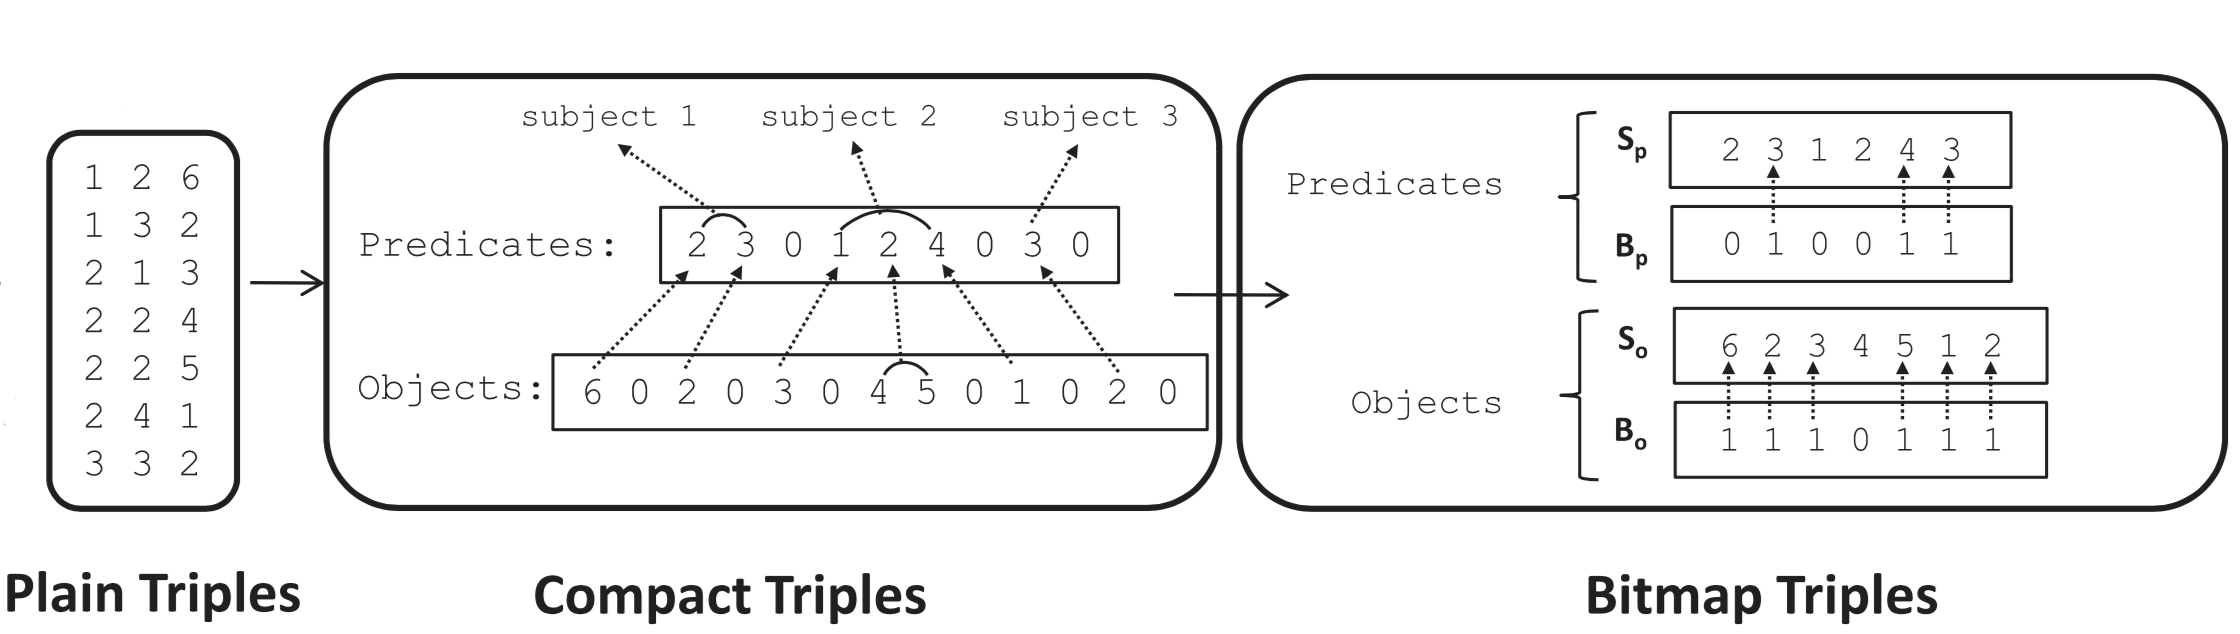 1 2 6
1 3 2
2 1 3
2 2 4
2 2 5
2 4 1
3 3 2
Plain Triples
subject 1 subject 2 subject 3
Predicates: 2 3 0 1 2 4 0 3 0
Objects: 6 0 2 0 3 0 4 5 0 1 0 2 0
Compact Triples
Predicates
Sp 2 3 1 2 4 3
Bp 0 1 0 0 1 1
Objects
So 6 2 3 4 5 1 2
Bo 1 1 1 0 1 1 1
Bitmap Triples